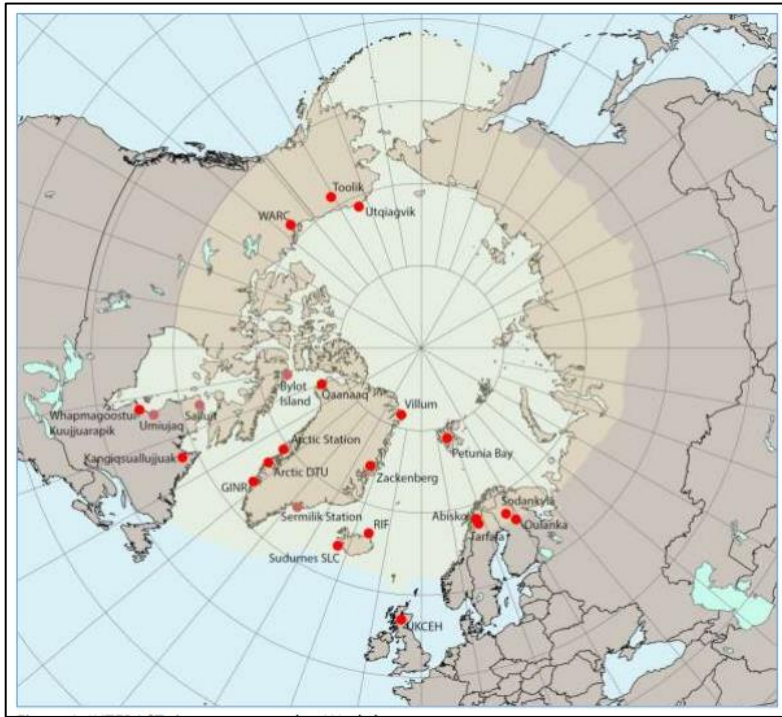 Toolik
Utqiagvik
WARC
Bylot
Island
Qaanaaq
Villum
Whapmagoostui
Kuujjuarapik
Umiujaq
Salluit
Kangiqsuallujjuak
Arctic Station
Arctic DTU
GINR
Zackenberg
Petunia Bay
Sermilik Station
RIF
Sudurnes SLC
Abisko
Tarfala
Sodankylä
Oulanka
UKCEH